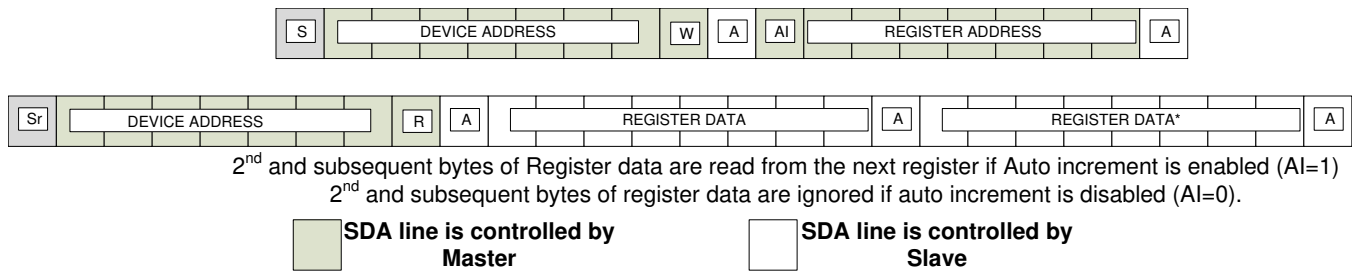 S DEVICE ADDRESS W A AI REGISTER ADDRESS A
Sr DEVICE ADDRESS R A REGISTER DATA A REGISTER DATA* A
2nd and subsequent bytes of Register data are read from the next register if Auto increment is enabled (AI=1)
2nd and subsequent bytes of register data are ignored if auto increment is disabled (AI=0).
SDA line is controlled by Master
SDA line is controlled by Slave